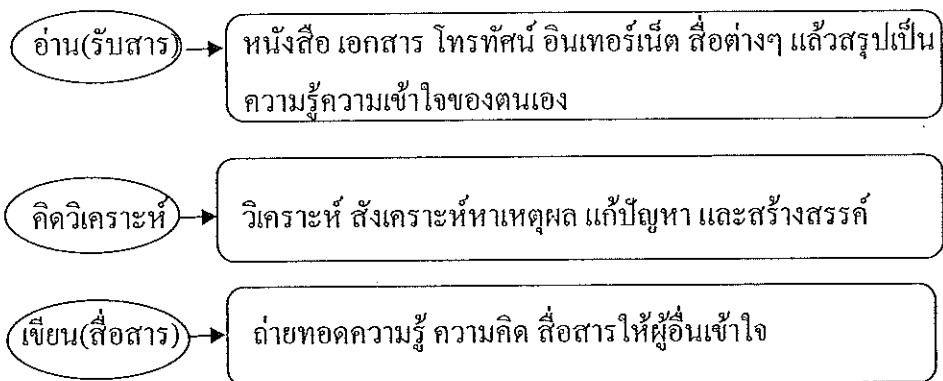 อ่าน(รับสาร)
หนังสือ เอกสาร โทรทัศน์ อินเทอร์เน็ต สื่อต่างๆ แล้วสรุปเป็น
ความรู้ความเข้าใจของตนเอง
คิดวิเคราะห์
วิเคราะห์ สังเคราะห์หาเหตุผล แก้ปัญหา และสร้างสรรค์
เขียน(สื่อสาร)
ถ่ายทอดความรู้ ความคิด สื่อสารให้ผู้อื่นเข้าใจ